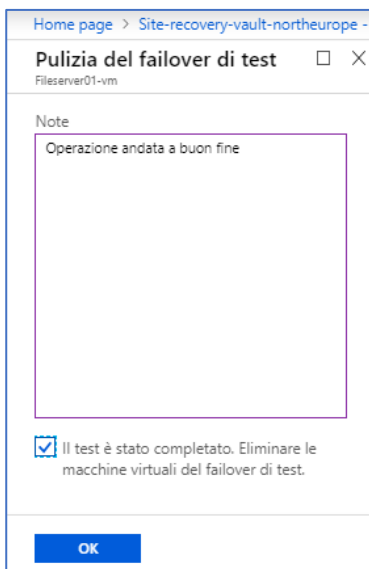 Home page > Site-recovery-vault-northeurope -
Pulizia del failover di test
Fileserver01-vm
Note
Operazione andata a buon fine
Il test è stato completato. Eliminare le
macchine virtuali del failover di test.
OK